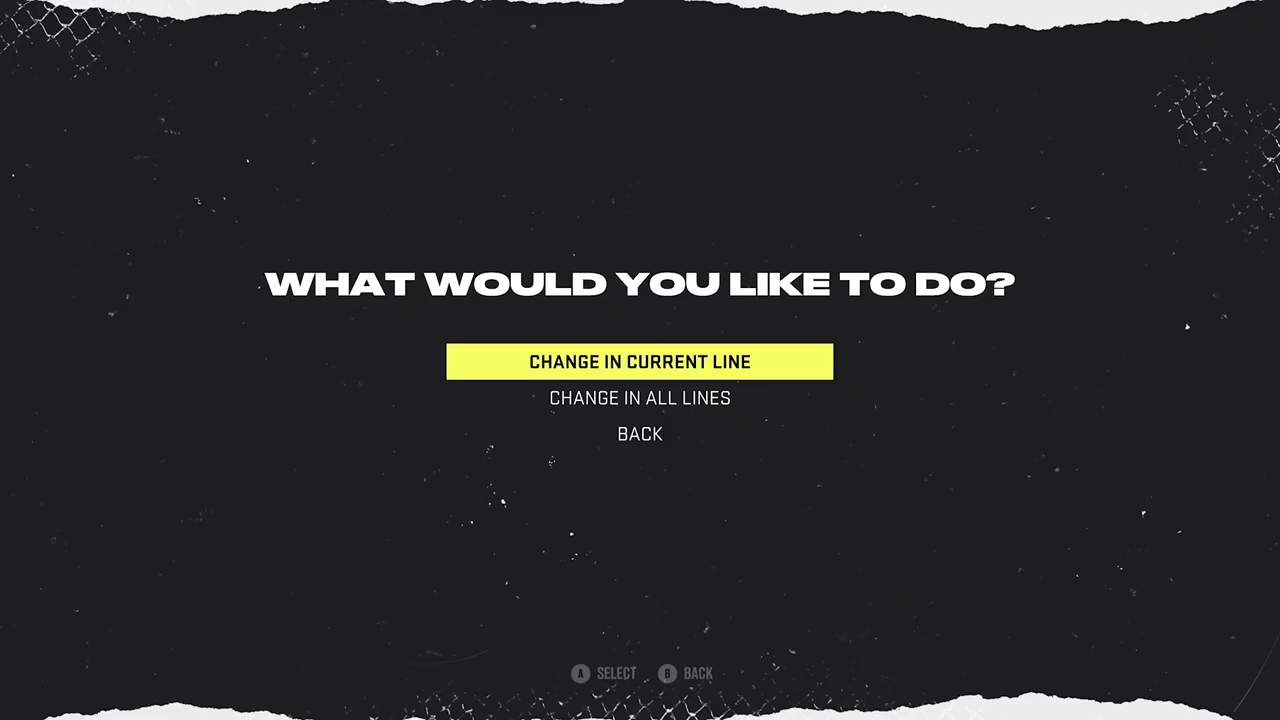 WHAT WOULD YOU LIKE TO DO?
CHANGE IN CURRENT LINE
CHANGE IN ALL LINES
BACK
A SELECT B BACK